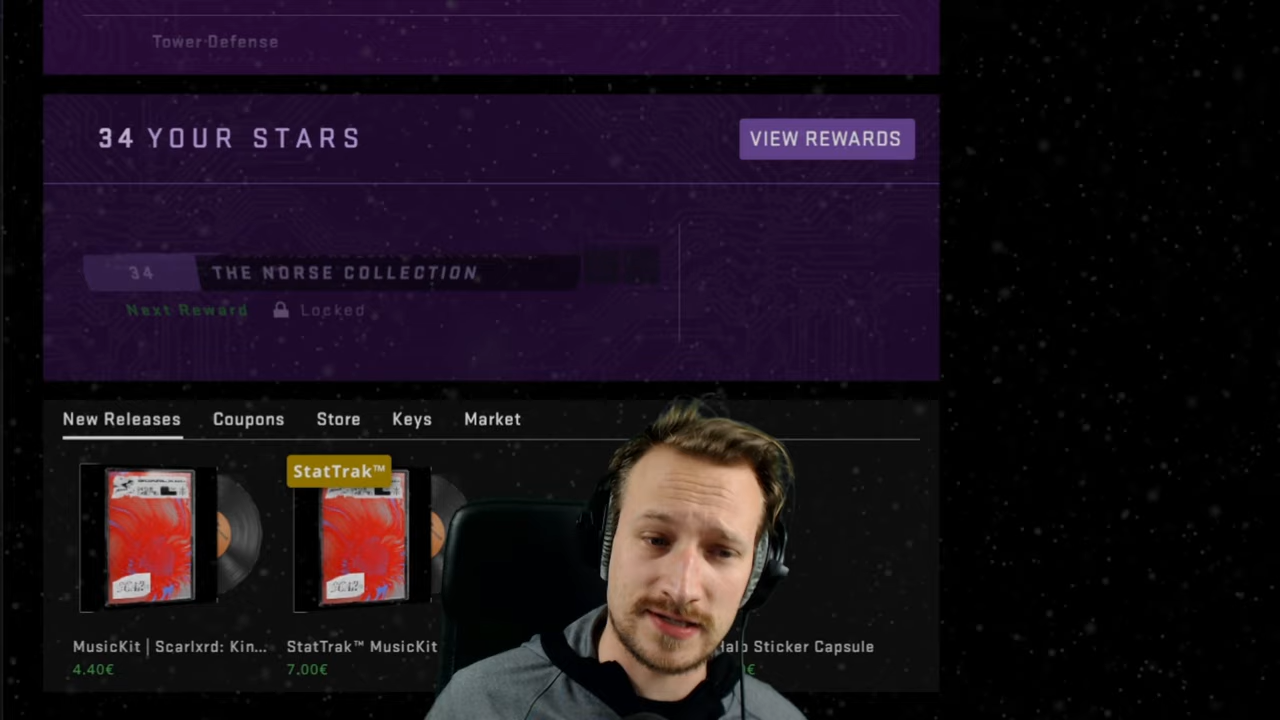 Tower Defense
34 YOUR STARS
VIEW REWARDS
34 THE NORSE COLLECTION
Next Reward Locked
New Releases Coupons Store Keys Market
StatTrak™
MusicKit | Scarlxrd: Kin...
StatTrak™ MusicKit
Halo Sticker Capsule
4.40€
7.00€
€